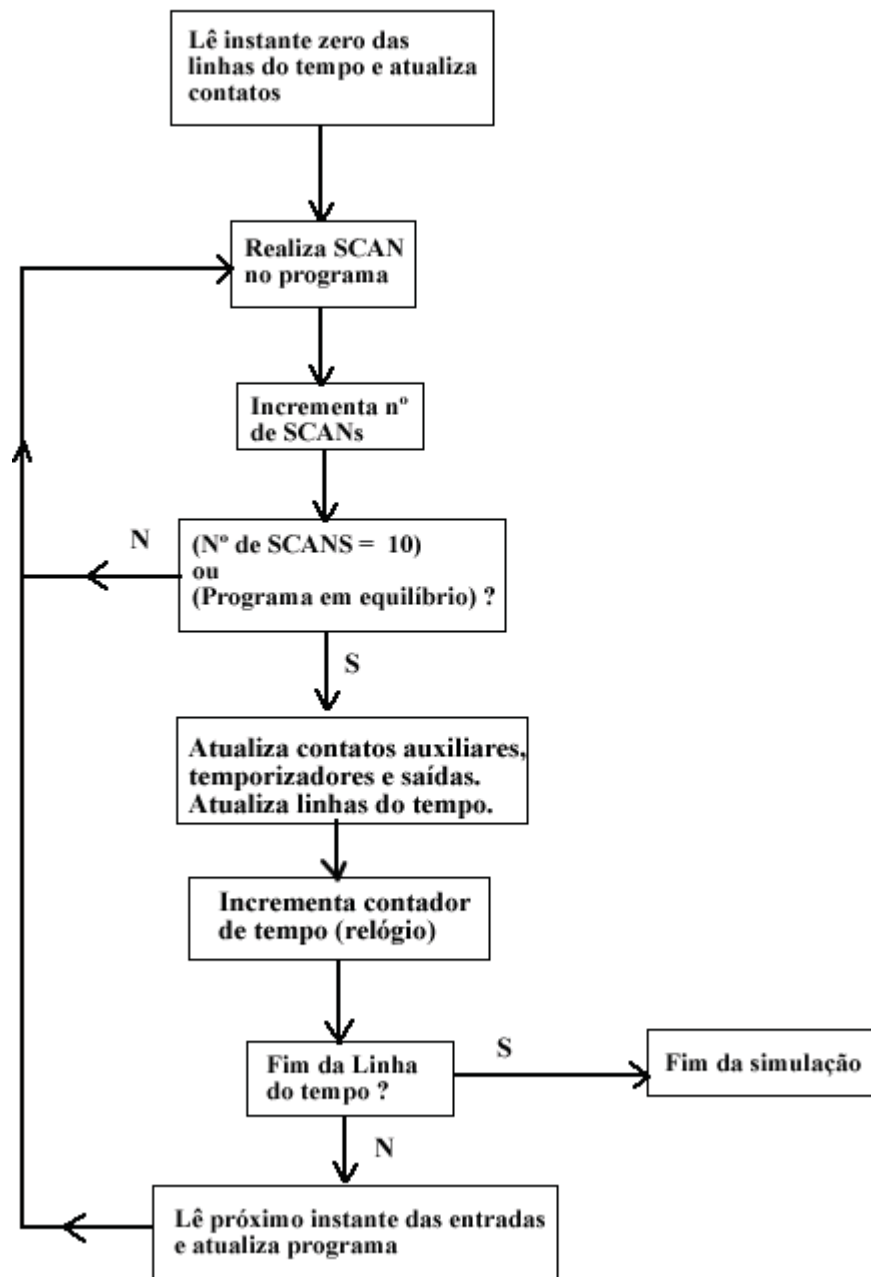 Lê instante zero das
linhas do tempo e atualiza
contatos
Realiza SCAN
no programa
Incrementa nº
de SCANs
N
(Nº de SCANS = 10)
ou
(Programa em equilíbrio) ?
S
Atualiza contatos auxiliares,
temporizadores e saídas.
Atualiza linhas do tempo.
Incrementa contador
de tempo (relógio)
Fim da Linha
do tempo ?
S
Fim da simulação
N
Lê próximo instante das entradas
e atualiza programa